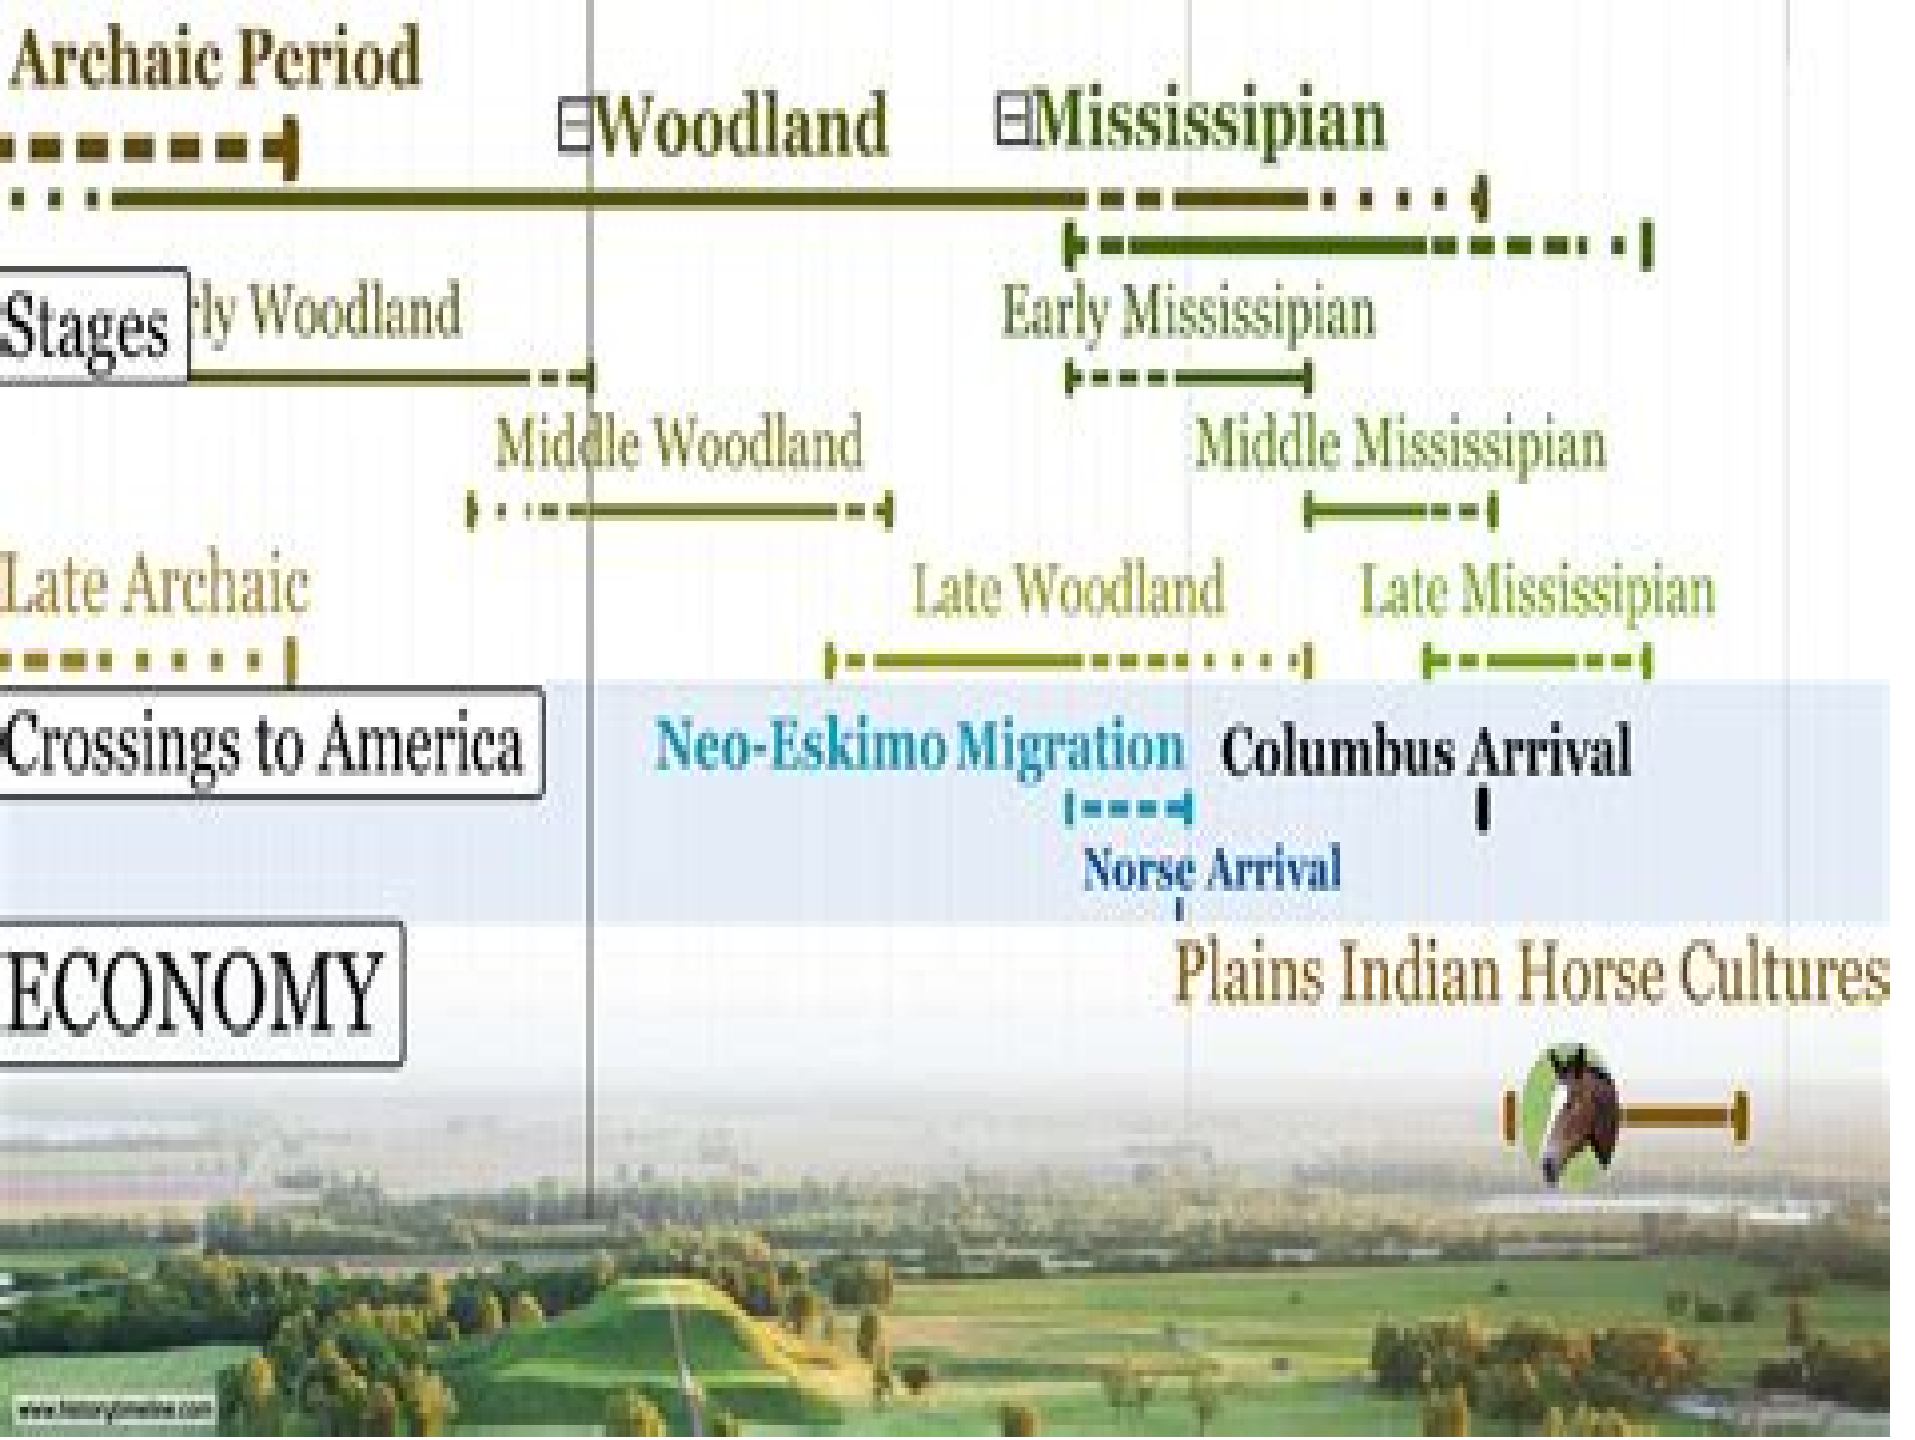 Archaic Period
Woodland
Mississipian
Stages
rly Woodland
Early Mississipian
Middle Woodland
Middle Mississipian
Late Archaic
Late Woodland
Late Mississipian
Crossings to America
Neo-Eskimo Migration
Columbus Arrival
Norse Arrival
ECONOMY
Plains Indian Horse Cultures